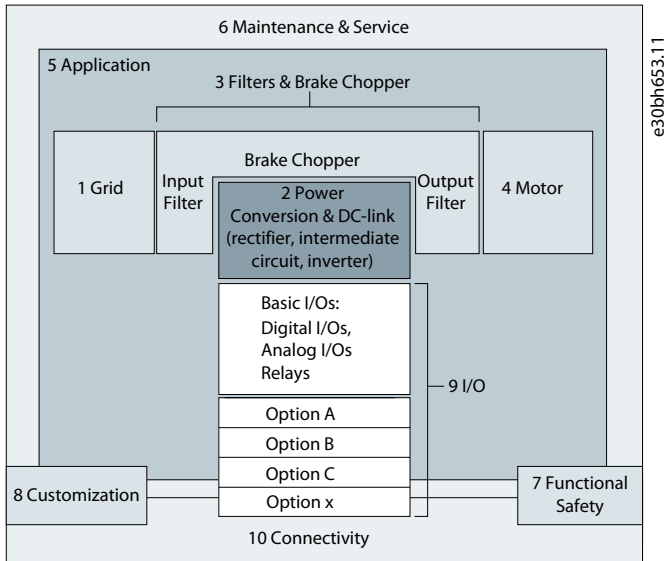 6 Maintenance & Service
e30bh653.11
5 Application
3 Filters & Brake Chopper
1 Grid
Input
Filter
Brake Chopper
Output
Filter
4 Motor
2 Power
Conversion & DC-link
(rectifier, intermediate
circuit, inverter)
Basic I/Os:
Digital I/Os,
Analog I/Os
Relays
9 I/O
Option A
Option B
Option C
Option x
8 Customization
7 Functional
Safety
10 Connectivity